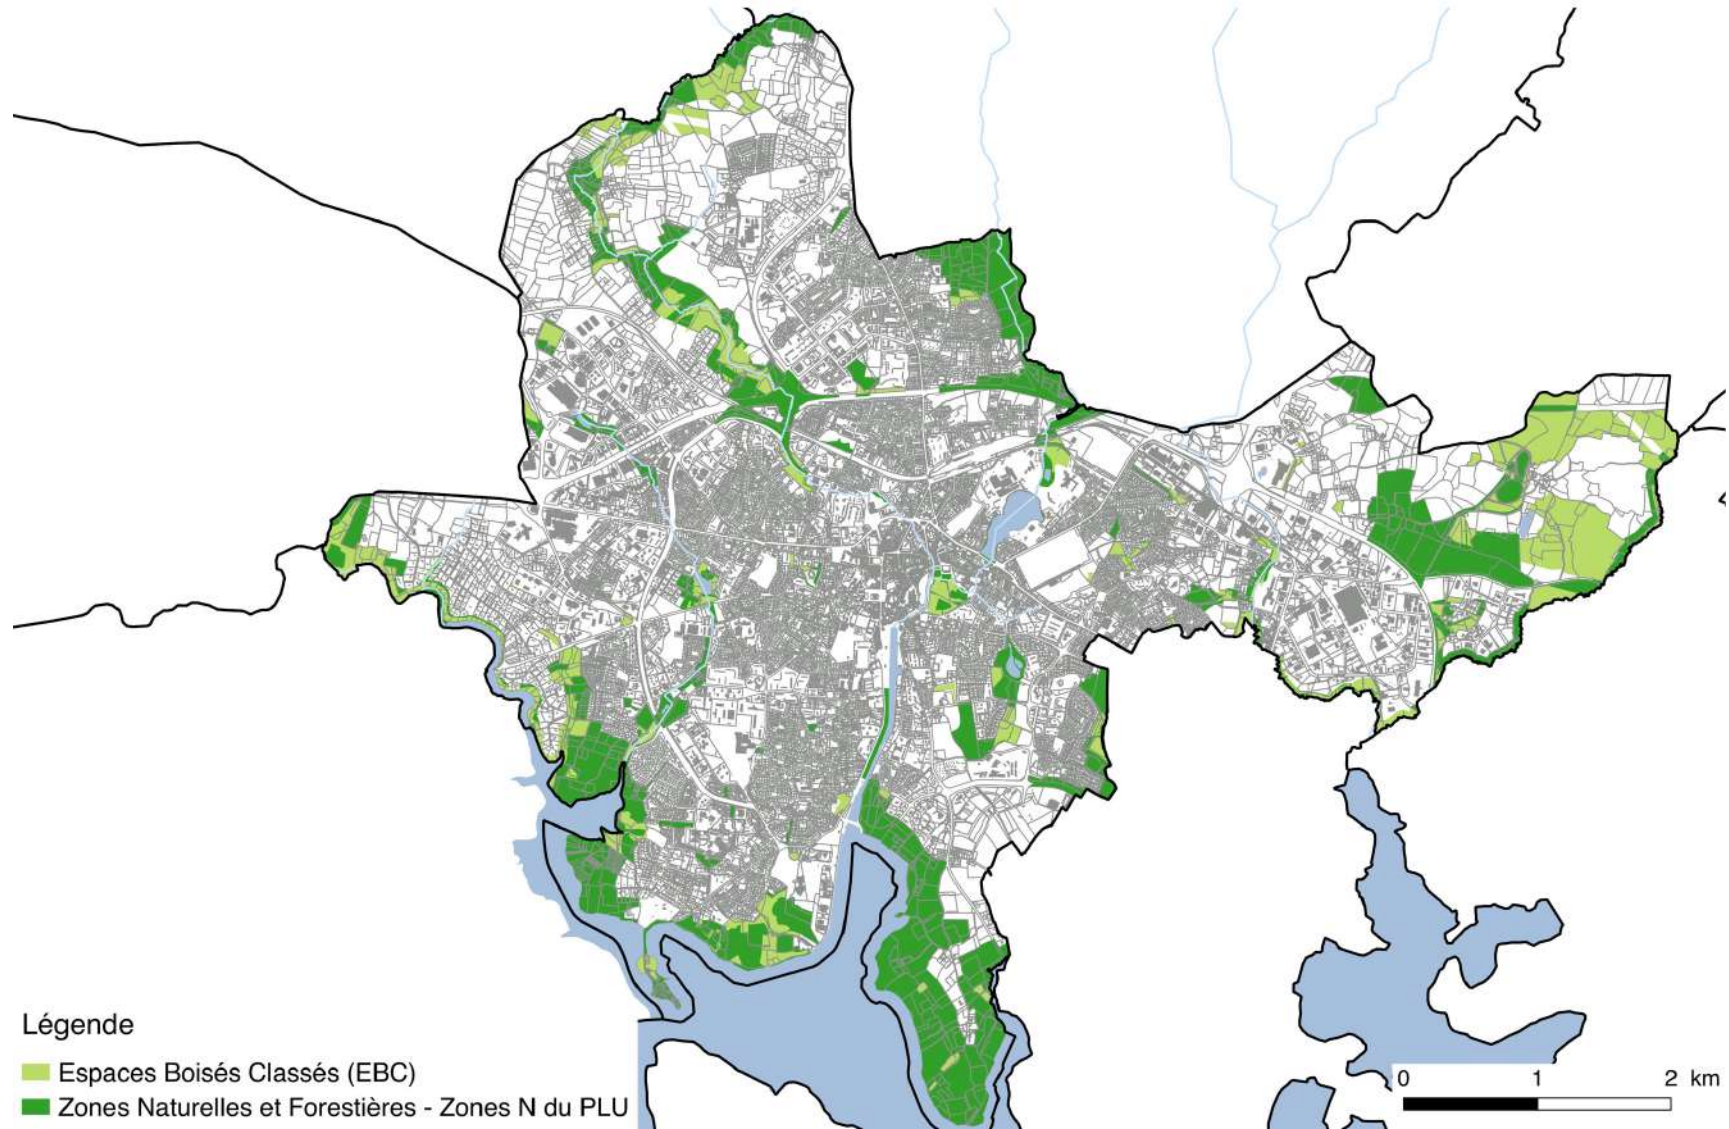 Légende
Espaces Boisés Classés (EBC)
Zones Naturelles et Forestières - Zones N du PLU
0 1 2 km